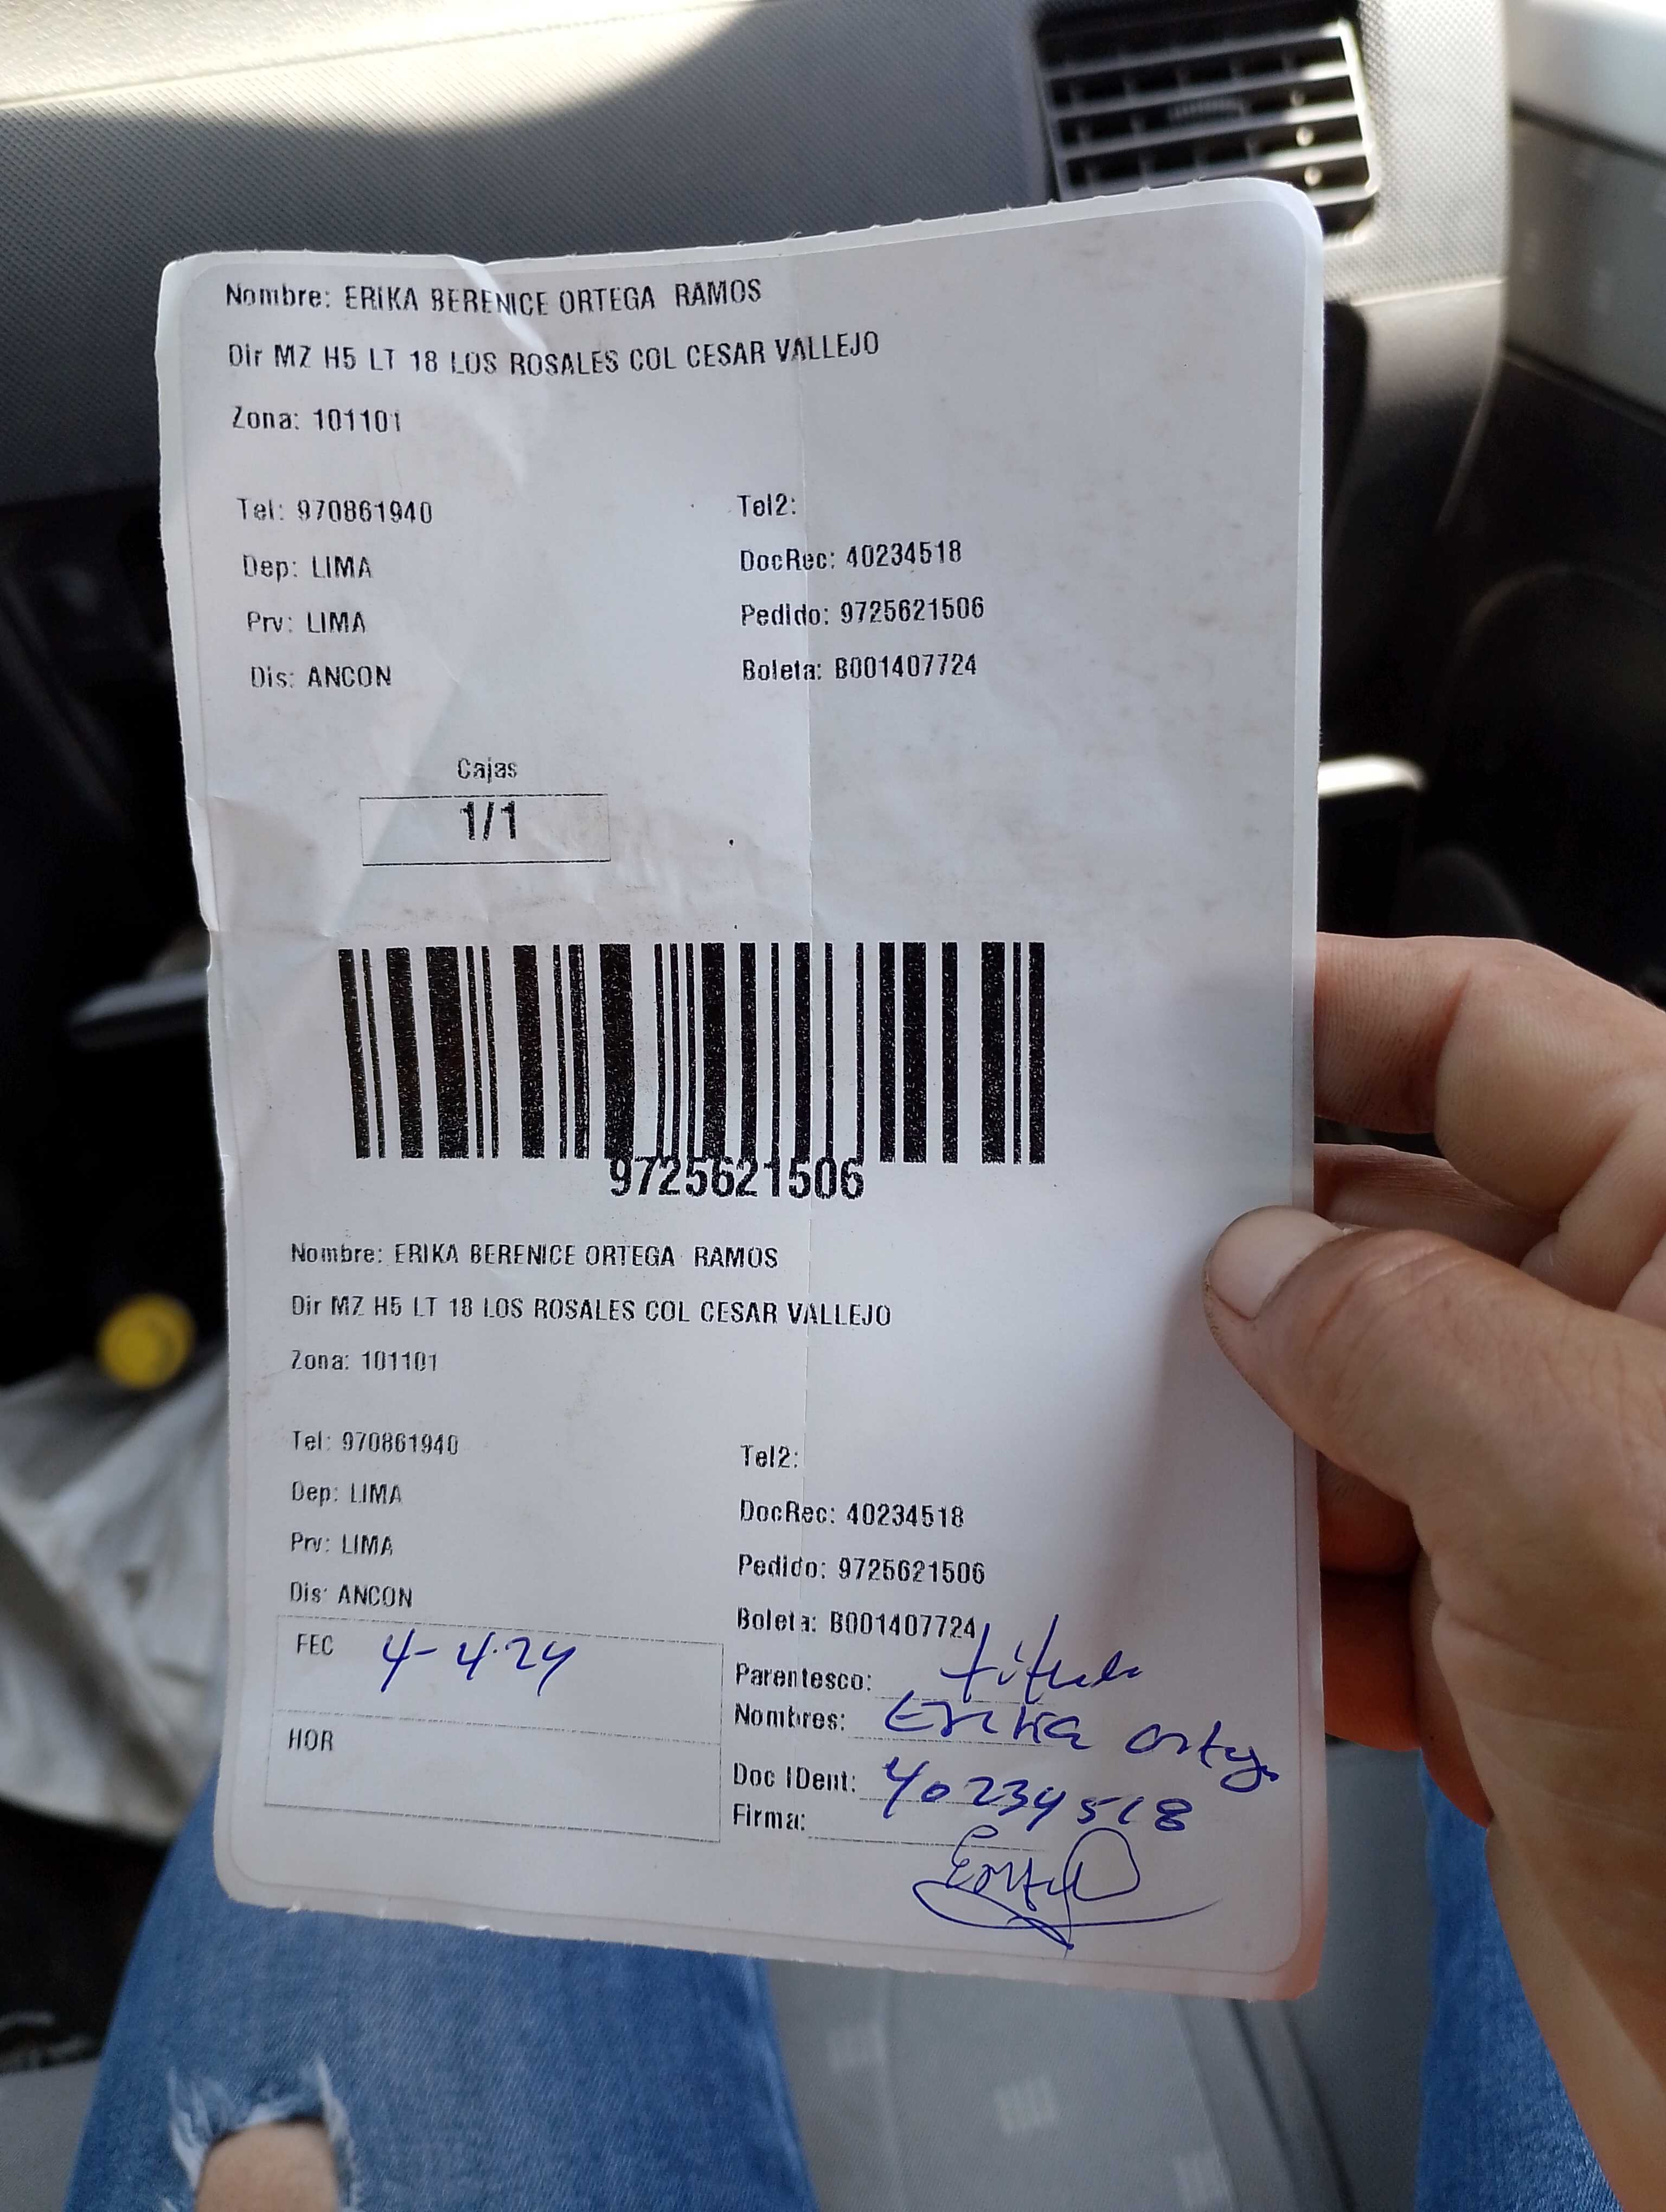 Nombre: ERIKA BERENICE ORTEGA RAMOS
Dir MZ H5 LT 18 LOS ROSALES COL CESAR VALLEJO
Zona: 101101
Tel: 970861940 Tel2:
Dep: LIMA DocRec: 40234518
Prv: LIMA Pedido: 9725621506
Dis: ANCON Boleta: B001407724
Cajas
1/1
9725621506
Nombre: ERIKA BERENICE ORTEGA RAMOS
Dir MZ H5 LT 18 LOS ROSALES COL CESAR VALLEJO
Zona: 101101
Tel: 970861940 Tel2:
Dep: LIMA DocRec: 40234518
Prv: LIMA Pedido: 9725621506
Dis: ANCON Boleta: B001407724
FEC 4-4.24 Parentesco: titular
Nombres: Erika Ortega
HOR Doc IDent: 40234518
Firma: